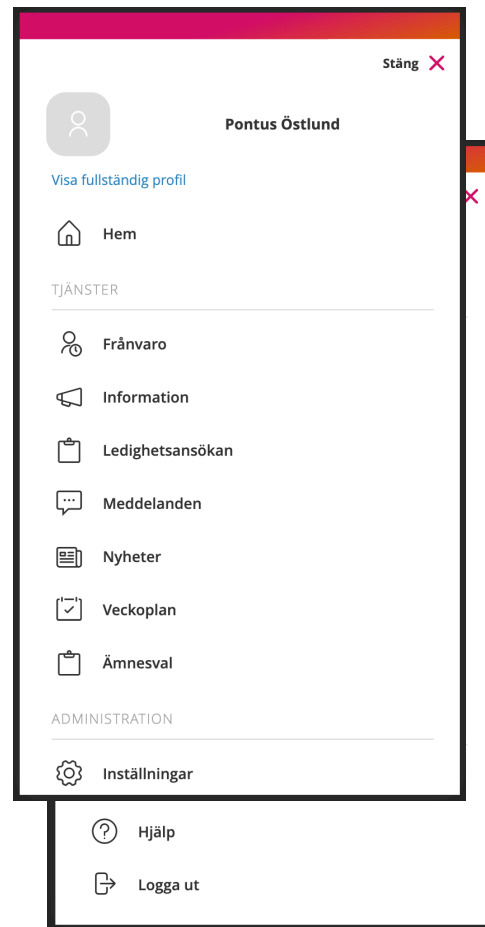 Stäng
Pontus Östlund
Visa fullständig profil
Hem
TJÄNSTER
Frånvaro
Information
Ledighetsansökan
Meddelanden
Nyheter
Veckoplan
Ämnesval
ADMINISTRATION
Inställningar
Hjälp
Logga ut